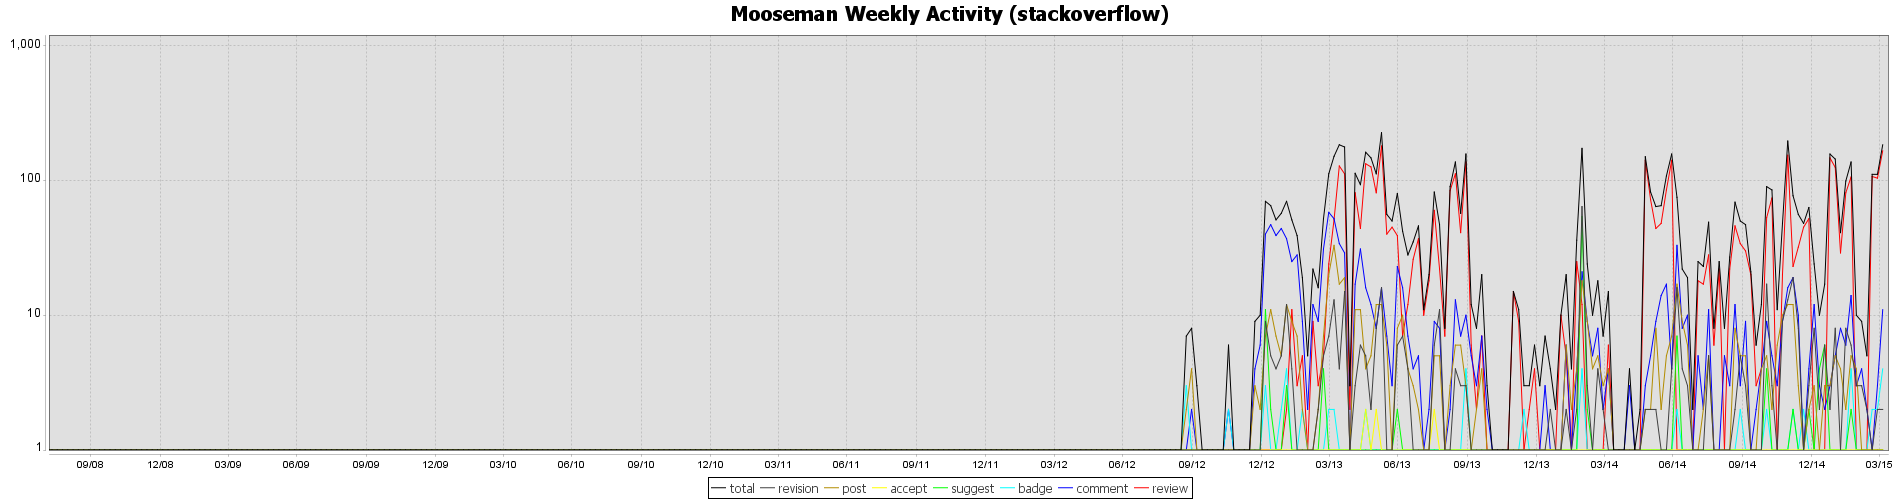 Mooseman Weekly Activity (stackoverflow)
1,000
100
10
1
09/08 12/08 03/09 06/09 09/09 12/09 03/10 06/10 09/10 12/10 03/11 06/11 09/11 12/11 03/12 06/12 09/12 12/12 03/13 06/13 09/13 12/13 03/14 06/14 09/14 12/14 03/15
total revision post accept suggest badge comment review